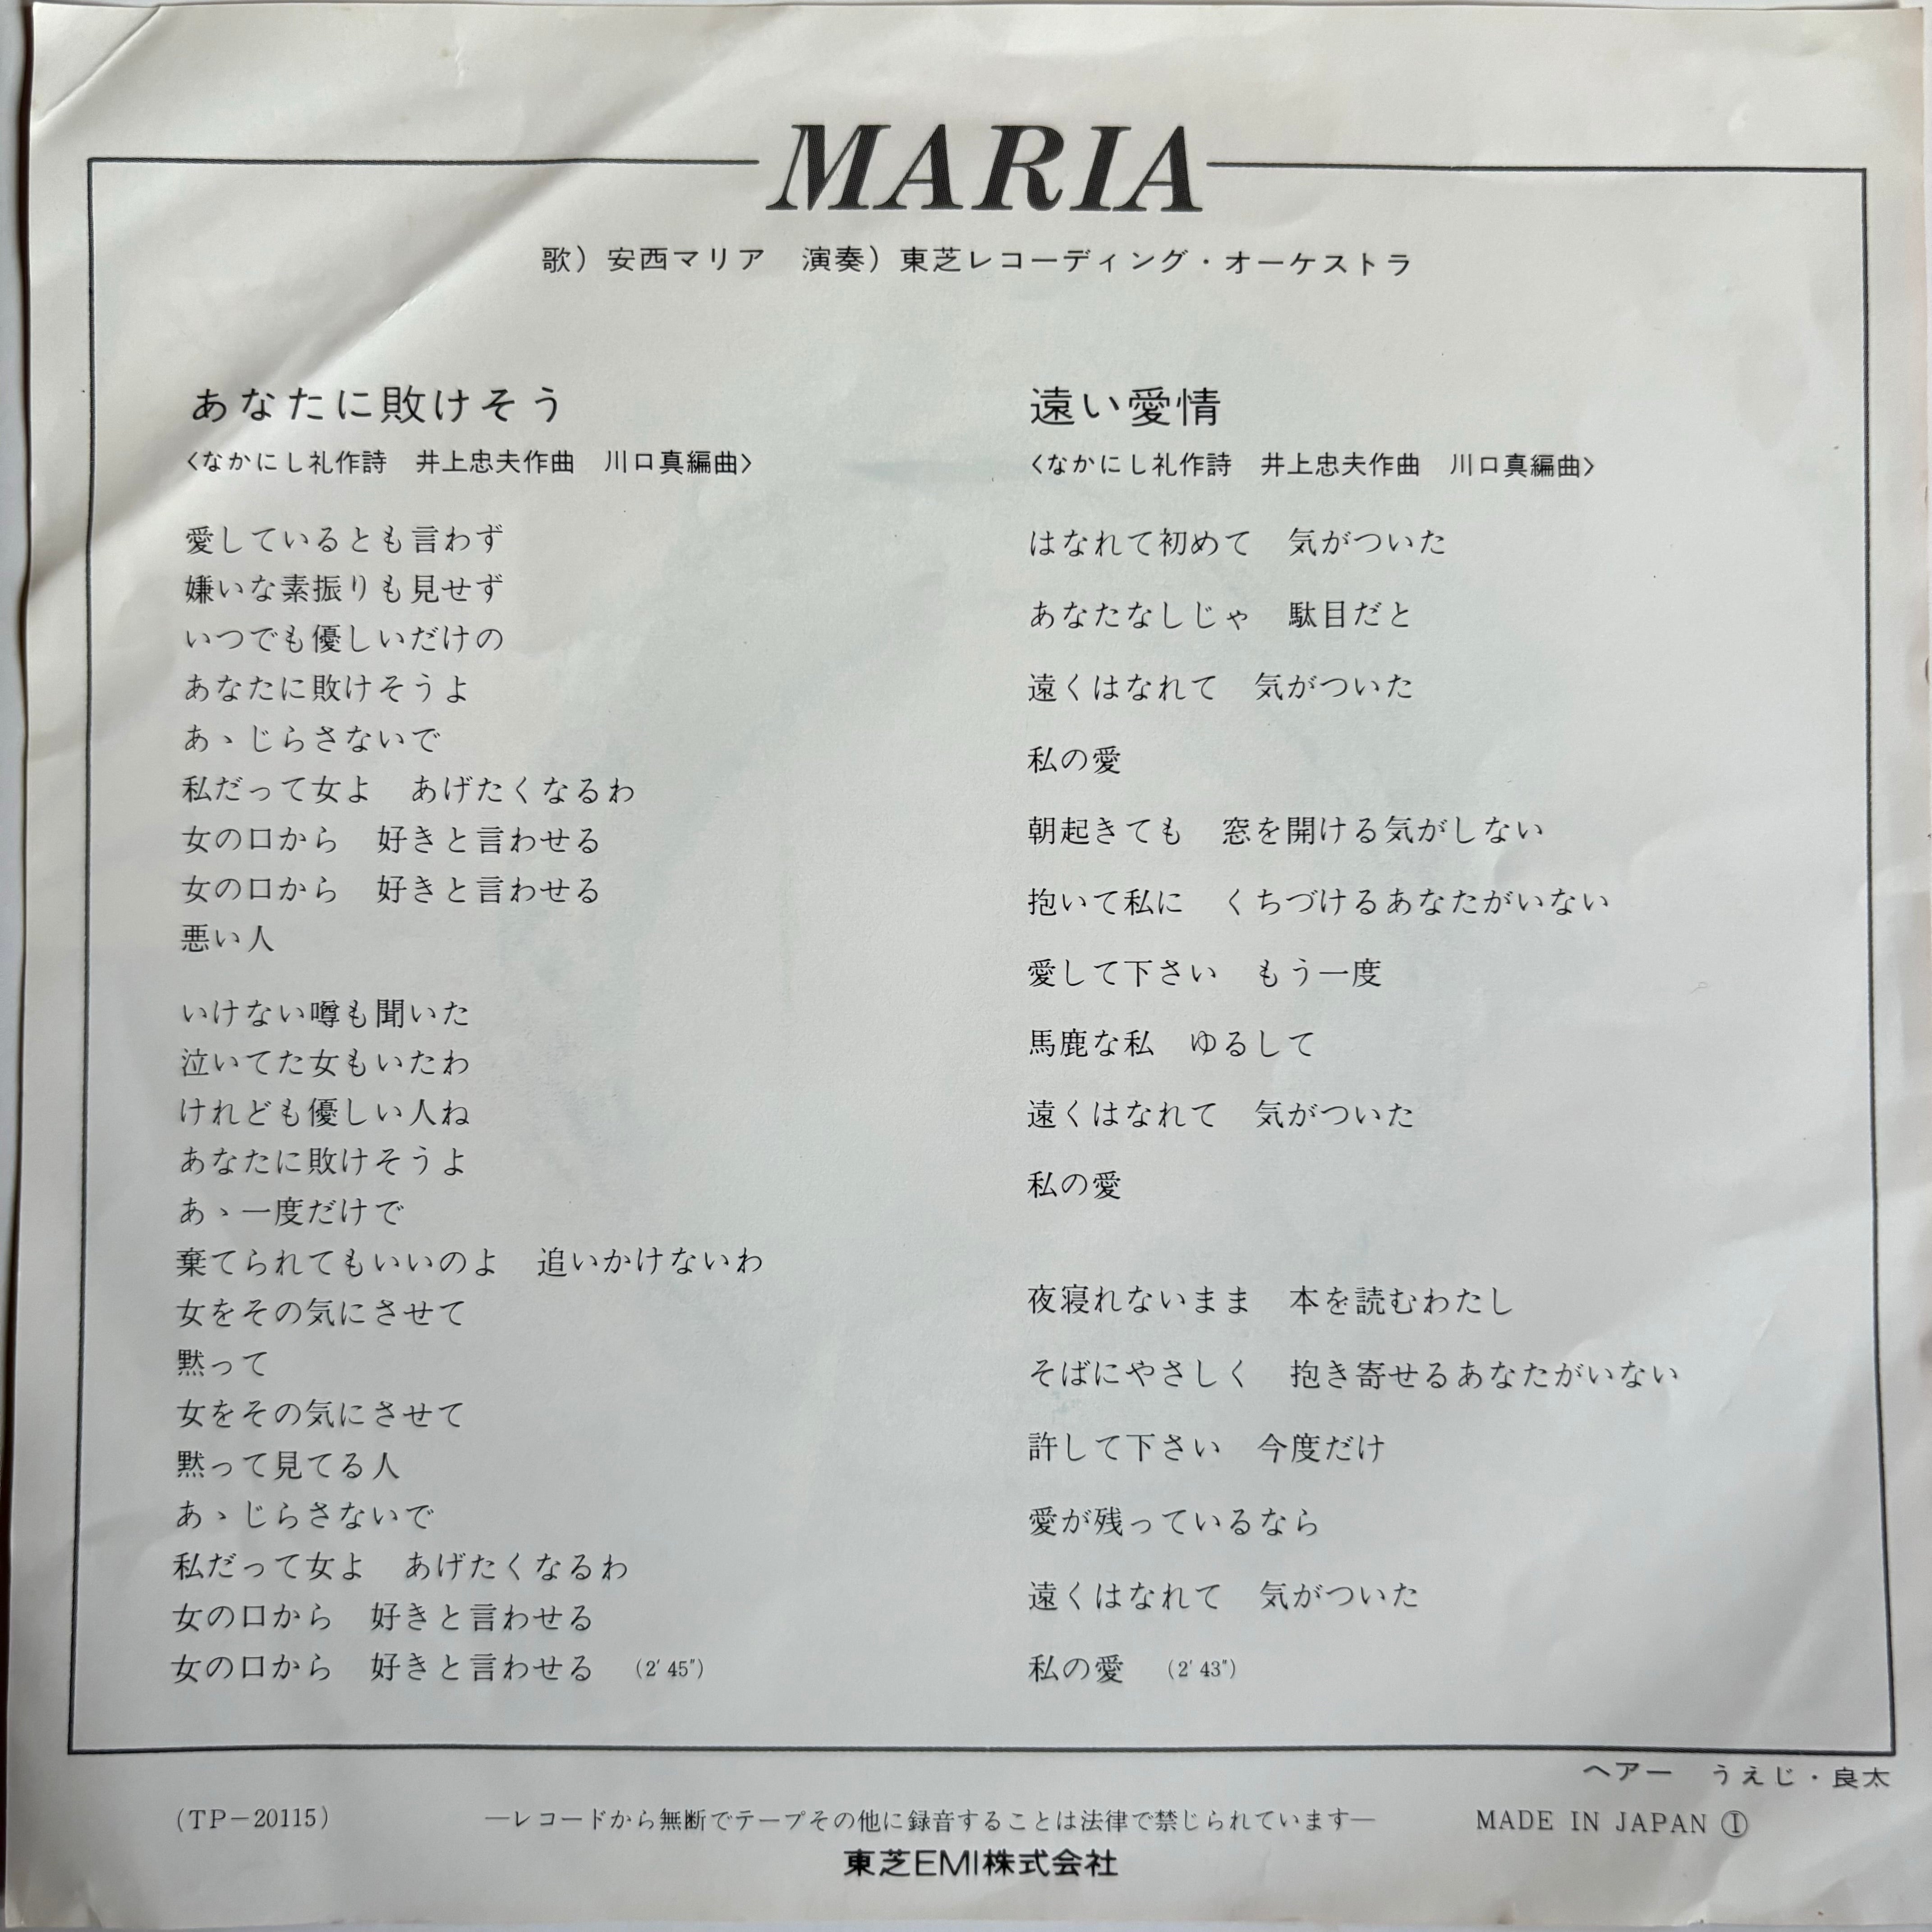 MARIA
歌）安西マリア　演奏）東芝レコーディング・オーケストラ
あなたに敗けそう
〈なかにし礼作詩　井上忠夫作曲　川口真編曲〉
愛しているとも言わず
嫌いな素振りも見せず
いつでも優しいだけの
あなたに敗けそうよ
あゝじらさないで
私だって女よ　あげたくなるわ
女の口から　好きと言わせる
女の口から　好きと言わせる
悪い人
いけない噂も聞いた
泣いてた女もいたわ
けれども優しい人ね
あなたに敗けそうよ
あゝ一度だけで
棄てられてもいいのよ　追いかけないわ
女をその気にさせて
黙って
女をその気にさせて
黙って見てる人
あゝじらさないで
私だって女よ　あげたくなるわ
女の口から　好きと言わせる
女の口から　好きと言わせる　（2′45″）
遠い愛情
〈なかにし礼作詩　井上忠夫作曲　川口真編曲〉
はなれて初めて　気がついた
あなたなしじゃ　駄目だと
遠くはなれて　気がついた
私の愛
朝起きても　窓を開ける気がしない
抱いて私に　くちづけるあなたがいない
愛して下さい　もう一度
馬鹿な私　ゆるして
遠くはなれて　気がついた
私の愛
夜寝れないまま　本を読むわたし
そばにやさしく　抱き寄せるあなたがいない
許して下さい　今度だけ
愛が残っているなら
遠くはなれて　気がついた
私の愛　（2′43″）
ヘアー　うえじ・良太
（TP－20115）　―レコードから無断でテープその他に録音することは法律で禁じられています―　MADE IN JAPAN Ⓘ
東芝EMI株式会社